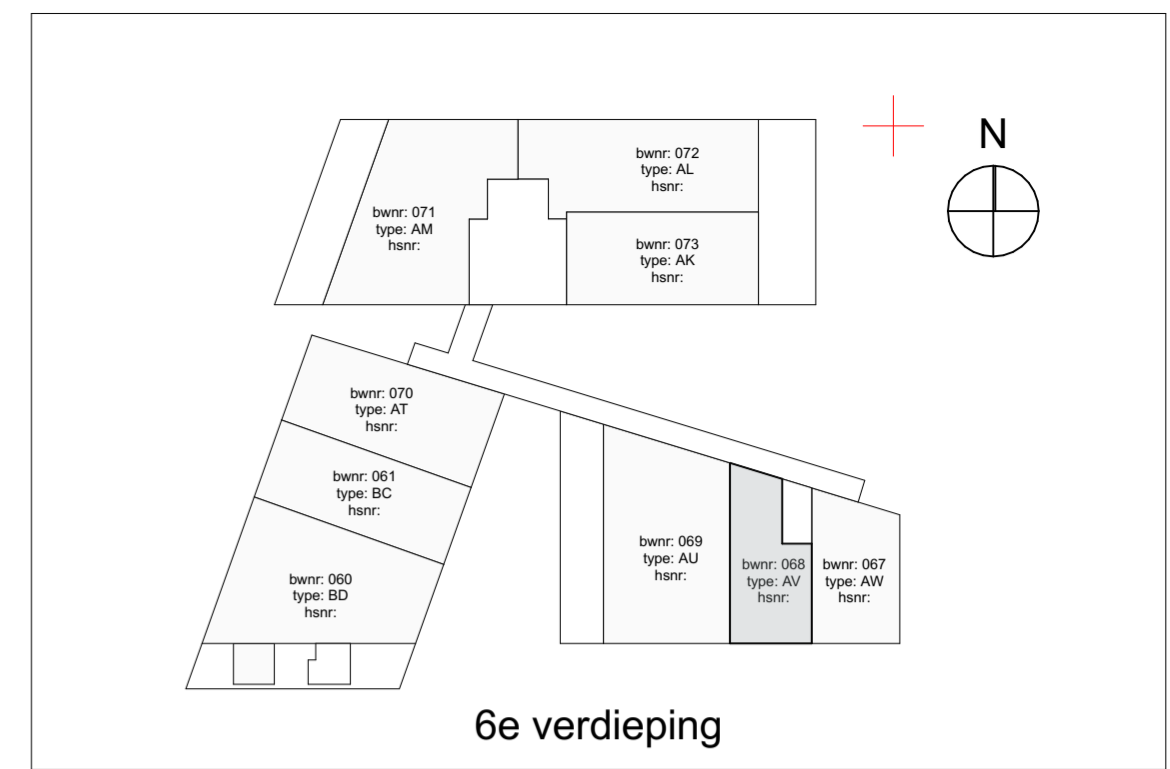 N
bwnr: 072
type: AL
hsnr:
bwnr: 071
type: AM
hsnr:
bwnr: 073
type: AK
hsnr:
bwnr: 070
type: AT
hsnr:
bwnr: 061
type: BC
hsnr:
bwnr: 060
type: BD
hsnr:
bwnr: 069
type: AU
hsnr:
bwnr: 068
type: AV
hsnr:
bwnr: 067
type: AW
hsnr:
6e verdieping